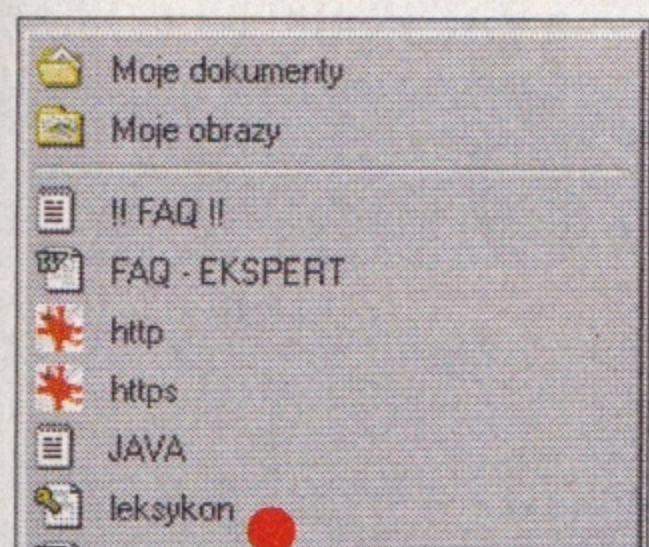 Moje dokumenty
Moje obrazy
!! FAQ !!
FAQ - EKSPERT
http
https
JAVA
leksykon